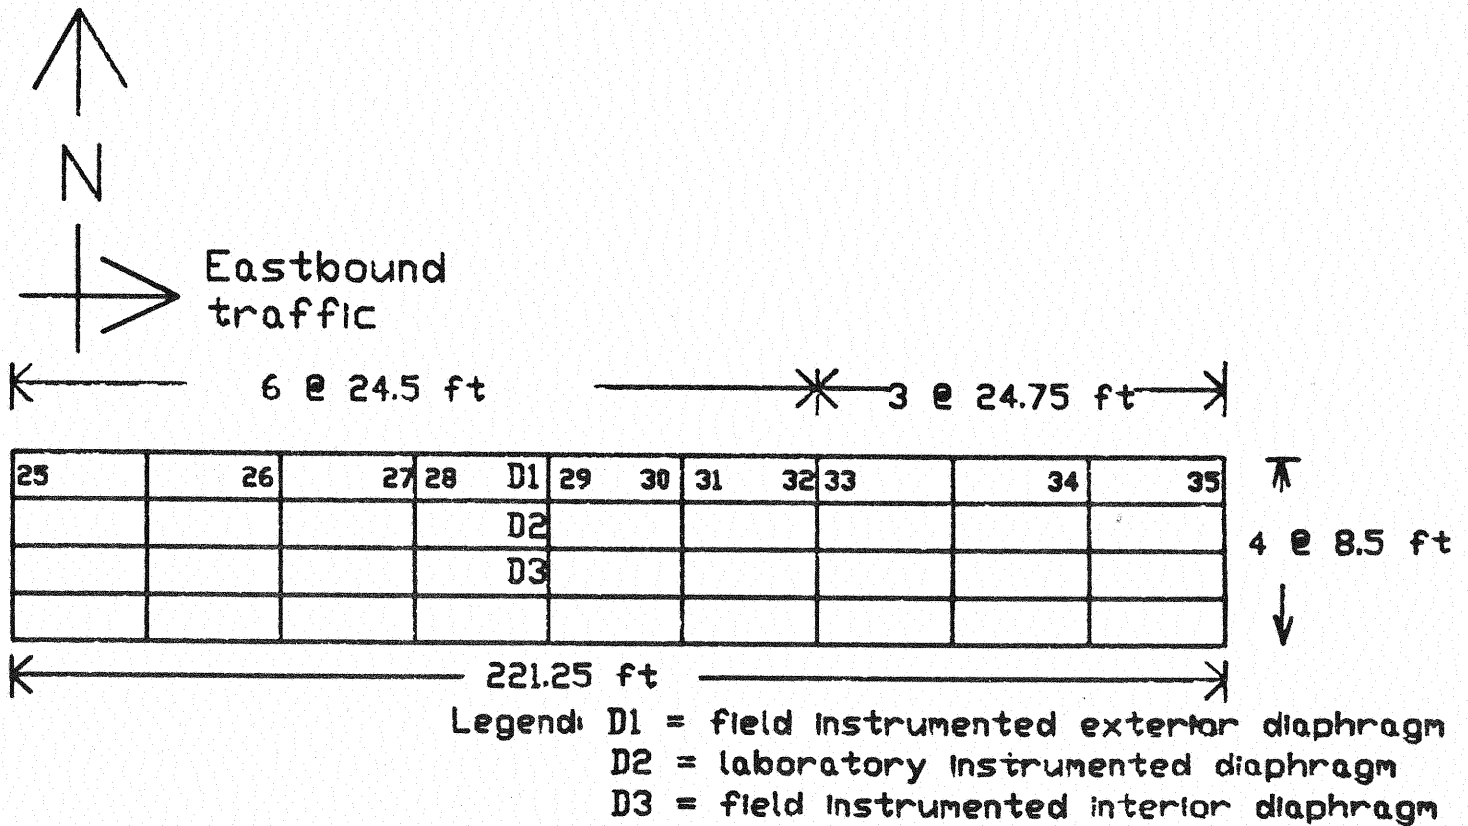 N
Eastbound
traffic
6 @ 24.5 ft
3 @ 24.75 ft
25 26 27 28 D1 29 30 31 32 33 34 35
D2
D3
4 @ 8.5 ft
221.25 ft
Legend: D1 = field instrumented exterior diaphragm
D2 = laboratory instrumented diaphragm
D3 = field instrumented interior diaphragm